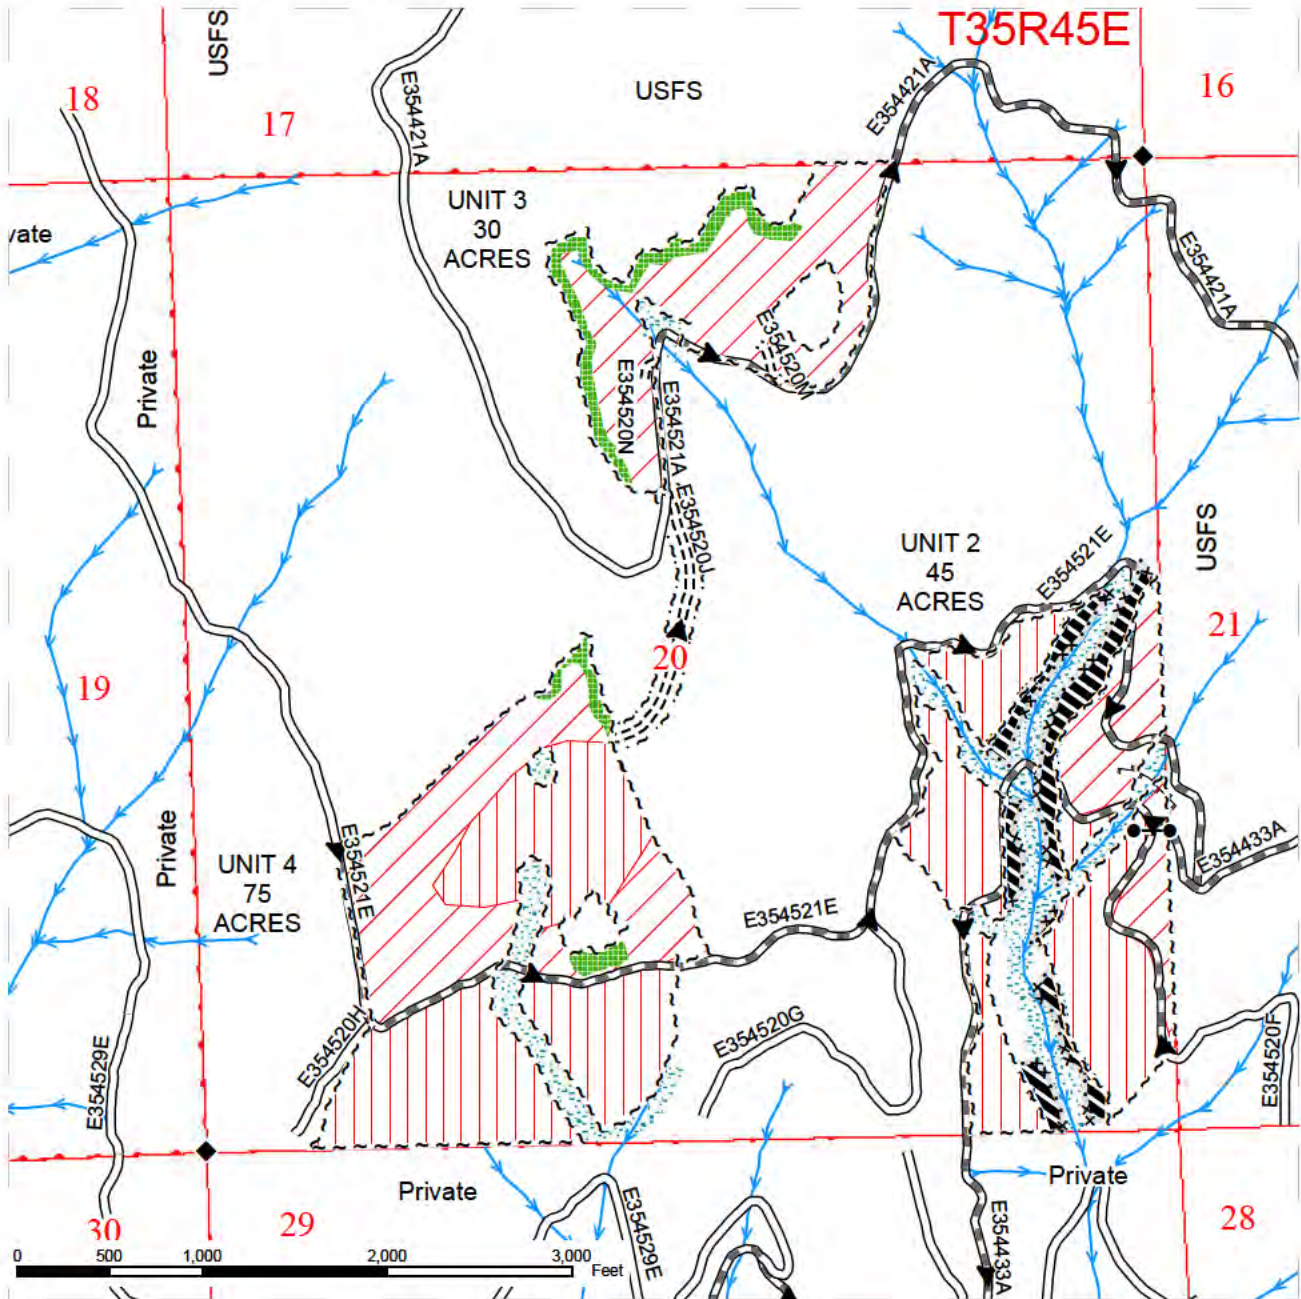 T35R45E
USFS
18
17
USFS
16
E354421A
E354421A
UNIT 3
30
ACRES
vate
E354421A
E354520M
Private
E354520N
E354521A
E354520J
UNIT 2
45
ACRES
E354521E
USFS
21
20
19
Private
UNIT 4
75
ACRES
E354521E
E354433A
E354521E
E354520H
E354520G
E354529E
E354520F
Private
Private
30
29
28
E354529E
E354433A
0 500 1,000 2,000 3,000
Feet